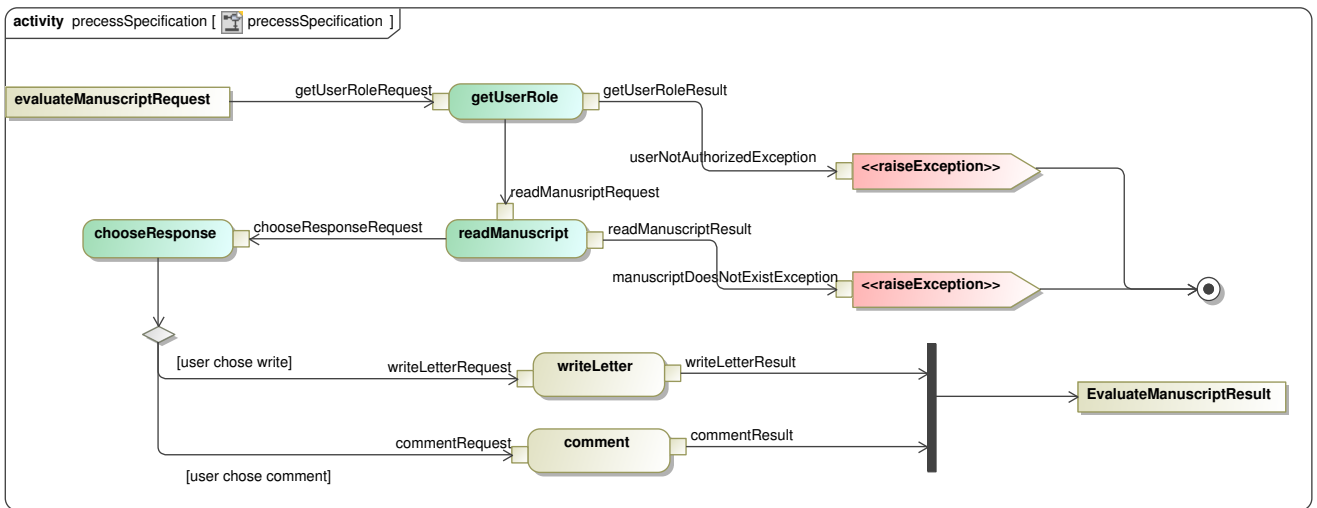 activity precessSpecification [ precessSpecification ]
getUserRoleRequest
getUserRoleResult
evaluateManuscriptRequest
getUserRole
userNotAuthorizedException
<<raiseException>>
readManusriptRequest
chooseResponse
chooseResponseRequest
readManuscript
readManuscriptResult
manuscriptDoesNotExistException
<<raiseException>>
[user chose write]
writeLetterRequest
writeLetter
writeLetterResult
EvaluateManuscriptResult
commentRequest
comment
commentResult
[user chose comment]